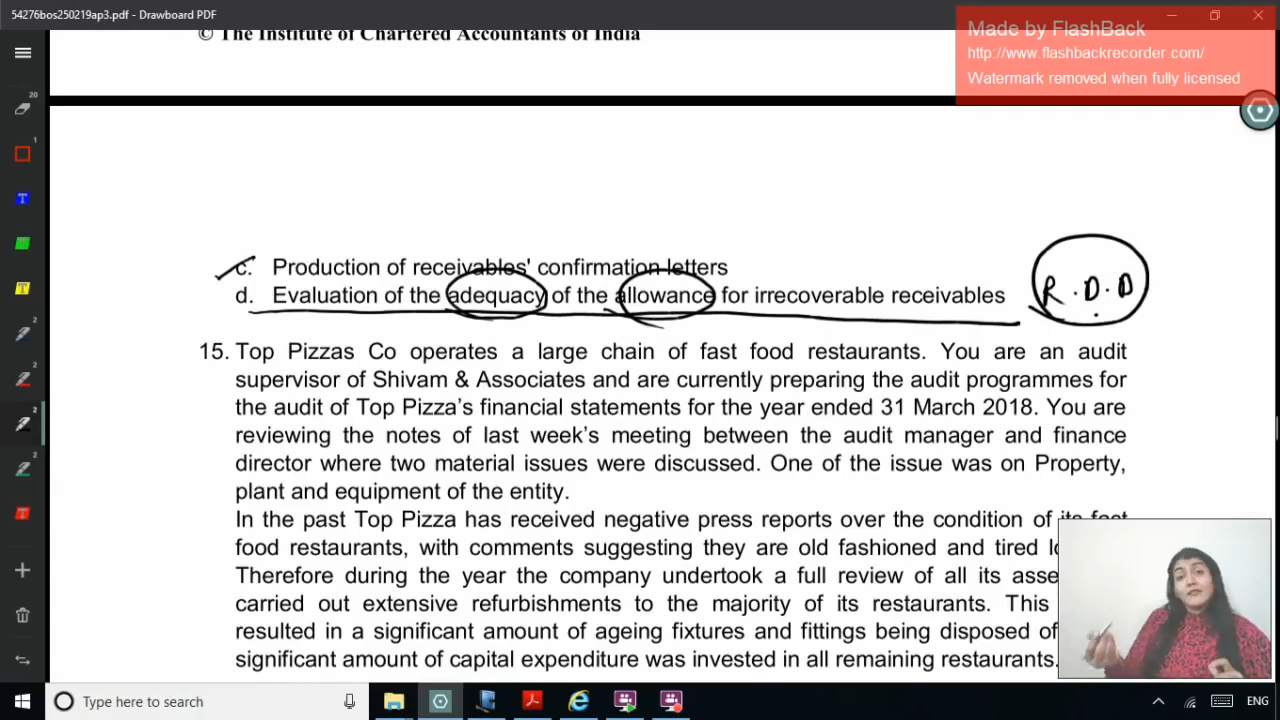 54276bos250219ap3.pdf - Drawboard PDF
Made by FlashBack
http://www.flashbackrecorder.com/
Watermark removed when fully licensed
© The Institute of Chartered Accountants of India
20
1
2
2
2
2
c. Production of receivables' confirmation letters
d. Evaluation of the adequacy of the allowance for irrecoverable receivables
R.D.D
15. Top Pizzas Co operates a large chain of fast food restaurants. You are an audit
supervisor of Shivam & Associates and are currently preparing the audit programmes for
the audit of Top Pizza's financial statements for the year ended 31 March 2018. You are
reviewing the notes of last week's meeting between the audit manager and finance
director where two material issues were discussed. One of the issue was on Property,
plant and equipment of the entity.
In the past Top Pizza has received negative press reports over the condition of its fast
food restaurants, with comments suggesting they are old fashioned and tired
Therefore during the year the company undertook a full review of all its
carried out extensive refurbishments to the majority of its restaurants. This
resulted in a significant amount of ageing fixtures and fittings being disposed of
significant amount of capital expenditure was invested in all remaining restaurants.
Type here to search
ENG